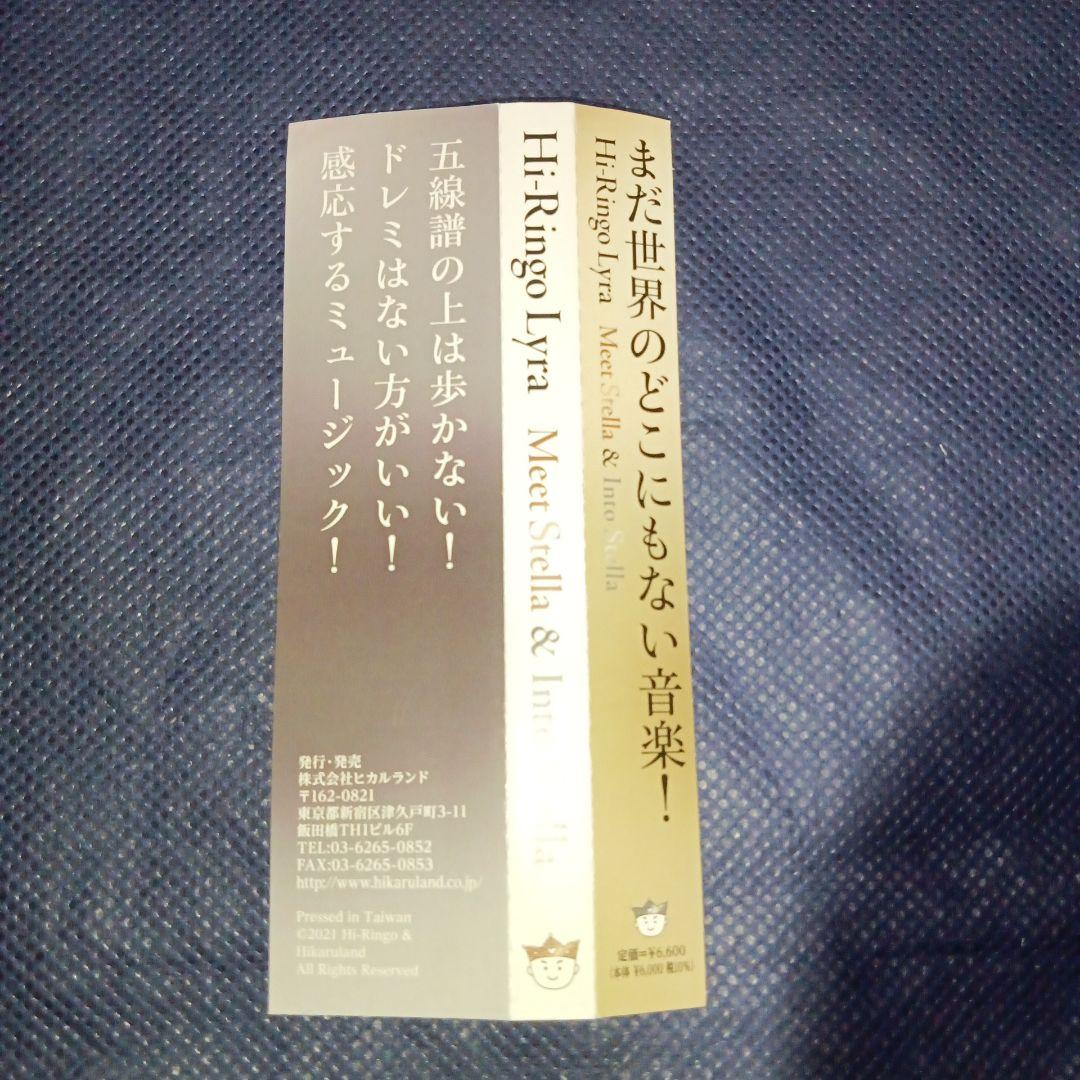 まだ世界のどこにもない音楽!
Hi-Ringo Lyra Meet Stella & Into Stella
定価=¥6,600
(本体 ¥6,000 税10%)
Hi-Ringo Lyra Meet Stella & Into
五線譜の上は歩かない!
ドレミはない方がいい!
感応するミュージック!
発行・発売
株式会社ヒカルランド
〒162-0821
東京都新宿区津久戸町3-11
飯田橋TH1ビル6F
TEL:03-6265-0852
FAX:03-6265-0853
http://www.hikaruland.co.jp/
Pressed in Taiwan
©2021 Hi-Ringo &
Hikaruland
All Rights Reserved